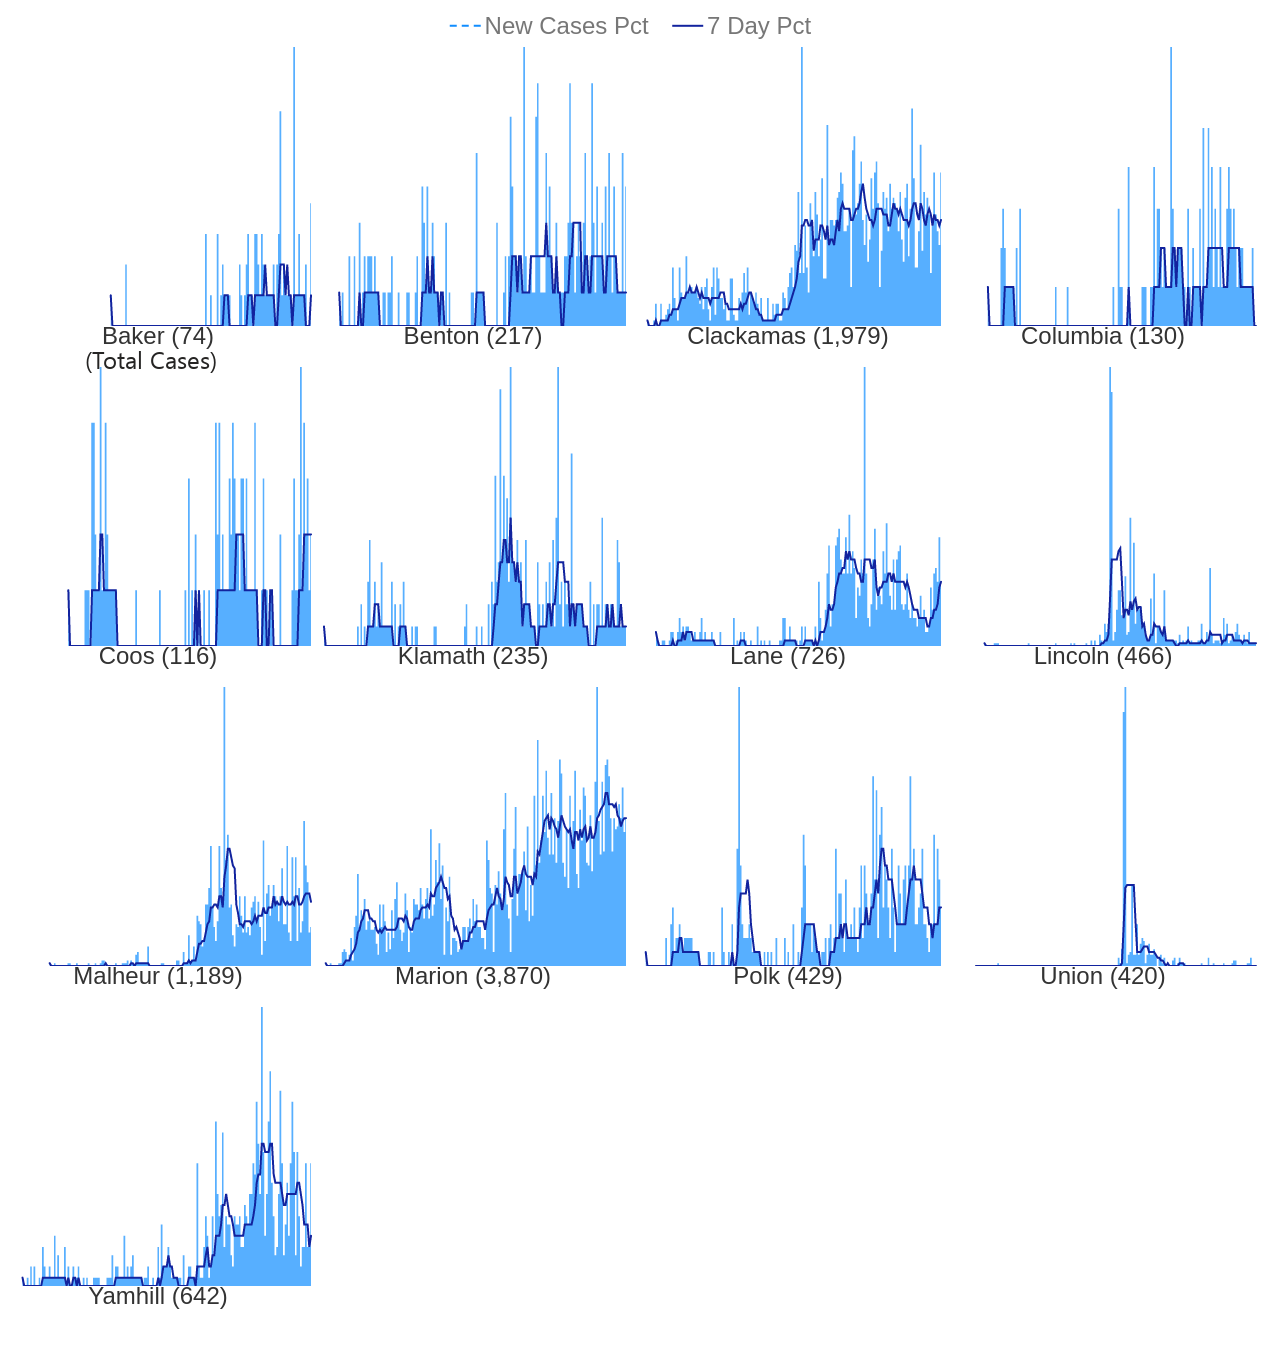 New Cases Pct 7 Day Pct
Baker (74) Benton (217) Clackamas (1,979) Columbia (130)
(Total Cases)
Coos (116) Klamath (235) Lane (726) Lincoln (466)
Malheur (1,189) Marion (3,870) Polk (429) Union (420)
Yamhill (642)